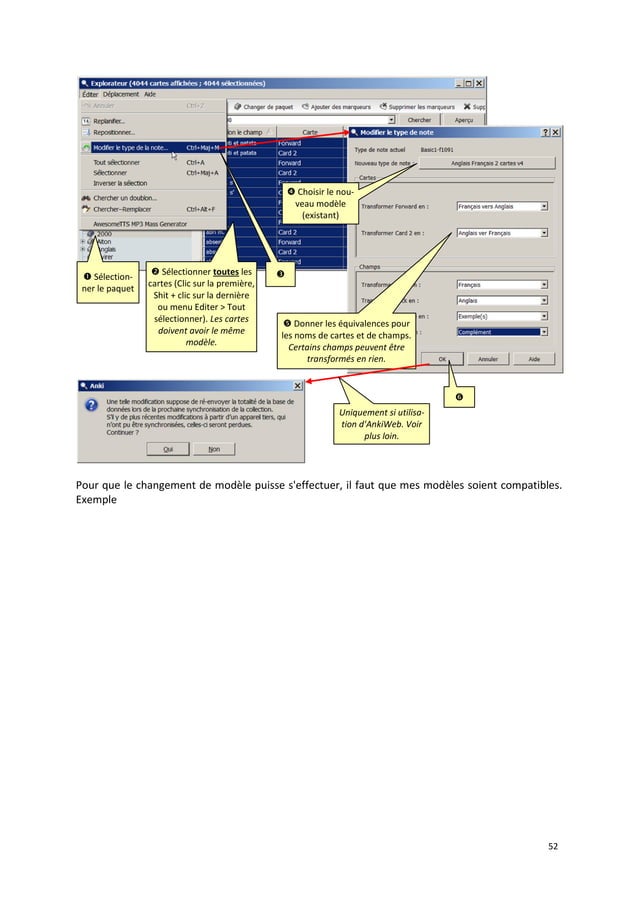 Explorateur (4044 cartes affichées ; 4044 sélectionnées)
Éditer Déplacement Aide
Annuler Ctrl+Z
Changer de paquet Ajouter des marqueurs Supprimer les marqueurs
Replanifier...
Repositionner...
Chercher Aperçu
Modifier le type de la note... Ctrl+Maj+M
Tout sélectionner Ctrl+A
Sélectionner Ctrl+Maj+A
Inverser la sélection
Chercher un doublon...
Chercher–Remplacer Ctrl+Alt+F
AwesomeTTS MP3 Mass Generator
2000
Alton
Anglais
Carte
Forward
Card 2
Forward
Card 2
Forward
Card 2
Forward
Modifier le type de note
Type de note actuel Basic1-f1091
Nouveau type de note Anglais Français 2 cartes v4
Cartes
Transformer Forward en : Français vers Anglais
Transformer Card 2 en : Anglais ver Français
Champs
Français
Anglais
en : Exemple(s)
en : Complément
OK Annuler Aide
❶ Sélection-
ner le paquet
❷ Sélectionner toutes les
cartes (Clic sur la première,
Shit + clic sur la dernière
ou menu Editer > Tout
sélectionner). Les cartes
doivent avoir le même
modèle.
❸
❹ Choisir le nou-
veau modèle
(existant)
❺ Donner les équivalences pour
les noms de cartes et de champs.
Certains champs peuvent être
transformés en rien.
❻
Anki
Une telle modification suppose de ré-envoyer la totalité de la base de
données lors de la prochaine synchronisation de la collection.
S'il y de plus récentes modifications à partir d'un appareil tiers, qui
n'ont pu être synchronisées, celles-ci seront perdues.
Continuer ?
Oui Non
Uniquement si utilisa-
tion d'AnkiWeb. Voir
plus loin.
Pour que le changement de modèle puisse s'effectuer, il faut que mes modèles soient compatibles.
Exemple
52